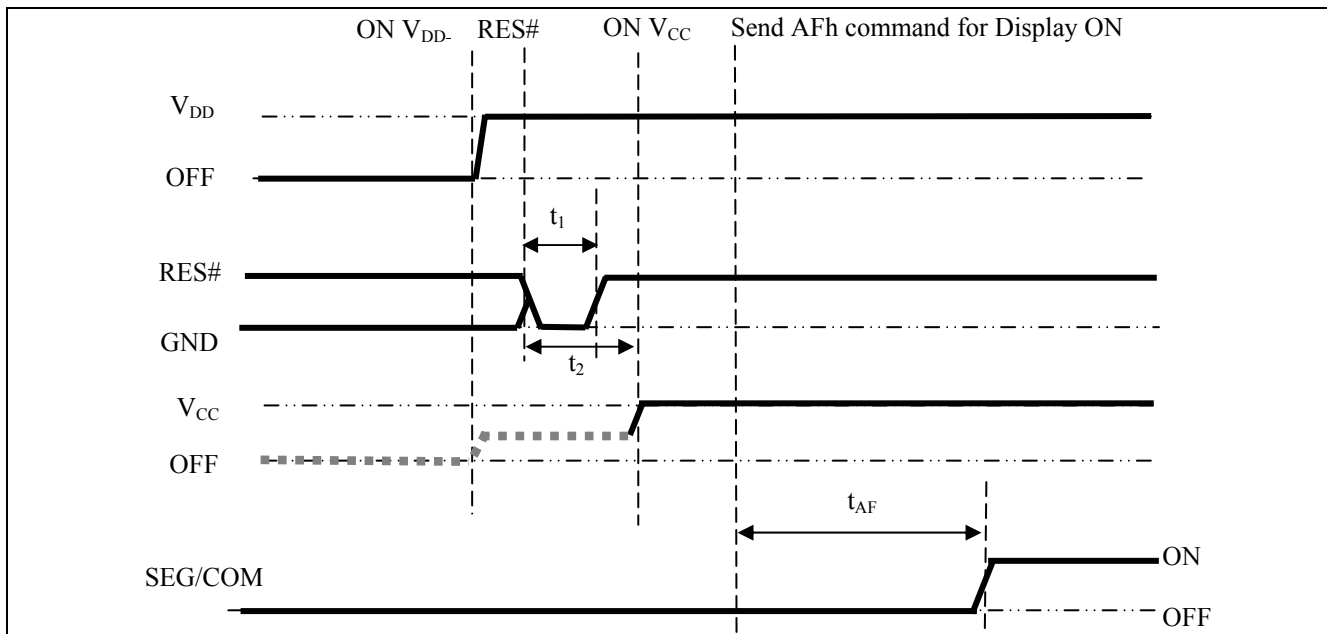 ON VDD- RES# ON VCC Send AFh command for Display ON
VDD
OFF
t1
RES#
GND
t2
VCC
OFF
tAF
ON
SEG/COM
OFF